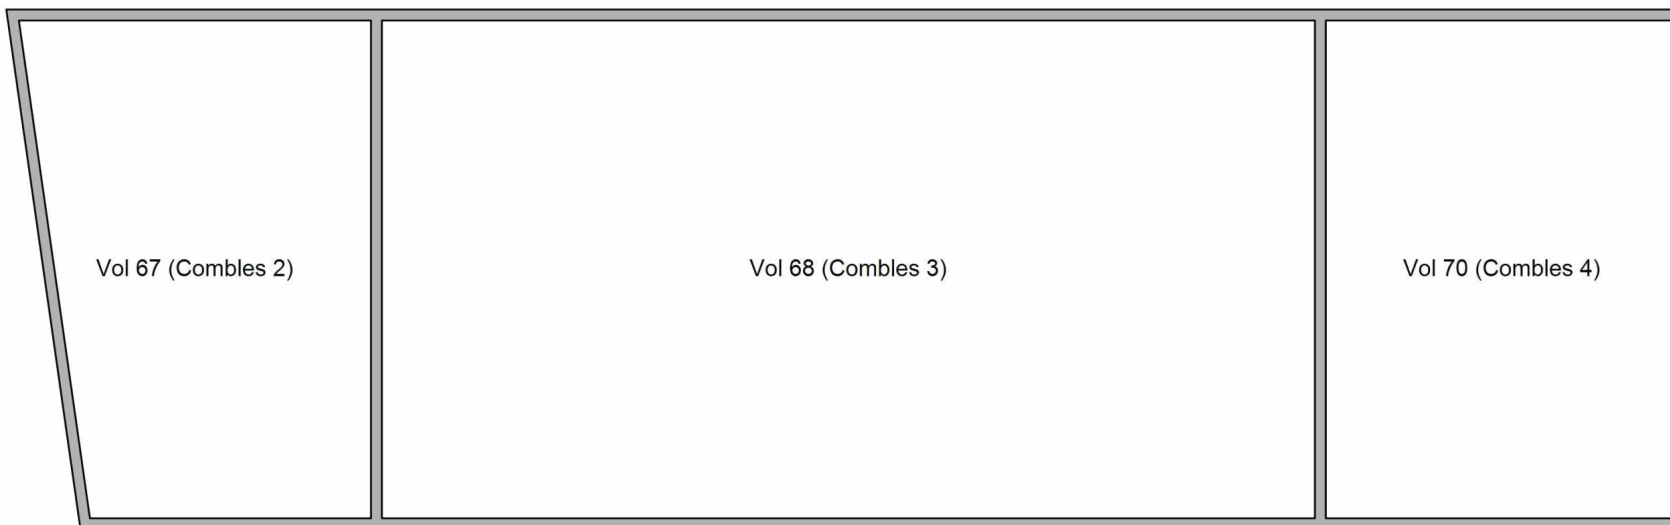 Vol 67 (Combles 2)
Vol 68 (Combles 3)
Vol 70 (Combles 4)